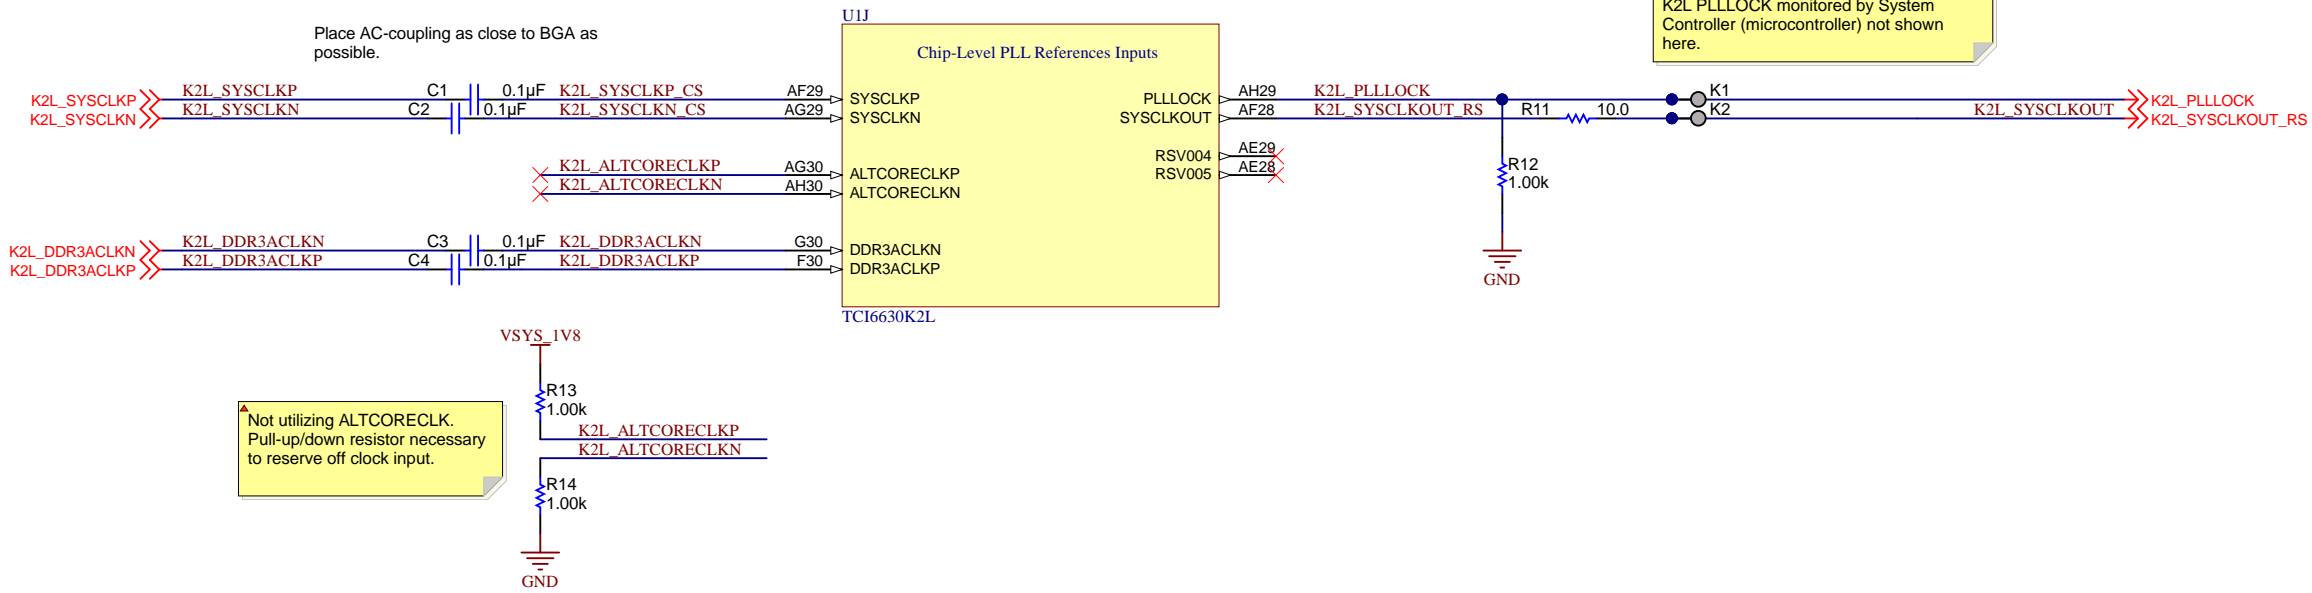 K2L PLLLOCK monitored by System
Controller (microcontroller) not shown
here.
Place AC-coupling as close to BGA as
possible.
U1J
Chip-Level PLL References Inputs
K2L_SYSCLKP K2L_SYSCLKP C1 0.1µF K2L_SYSCLKP_CS AF29 SYSCLKP
K2L_SYSCLKN K2L_SYSCLKN C2 0.1µF K2L_SYSCLKN_CS AG29 SYSCLKN
K2L_ALTCORECLKP AG30 ALTCORECLKP
K2L_ALTCORECLKN AH30 ALTCORECLKN
K2L_DDR3ACLKN K2L_DDR3ACLKN C3 0.1µF K2L_DDR3ACLKN G30 DDR3ACLKN
K2L_DDR3ACLKP K2L_DDR3ACLKP C4 0.1µF K2L_DDR3ACLKP F30 DDR3ACLKP
PLLLOCK AH29 K2L_PLLLOCK K1 K2L_PLLLOCK
SYSCLKOUT AF28 K2L_SYSCLKOUT_RS R11 10.0 K2 K2L_SYSCLKOUT K2L_SYSCLKOUT_RS
RSV004 AE29
RSV005 AE28
R12
1.00k
GND
TCI6630K2L
VSYS_1V8
R13
1.00k
K2L_ALTCORECLKP
K2L_ALTCORECLKN
R14
1.00k
GND
Not utilizing ALTCORECLK.
Pull-up/down resistor necessary
to reserve off clock input.